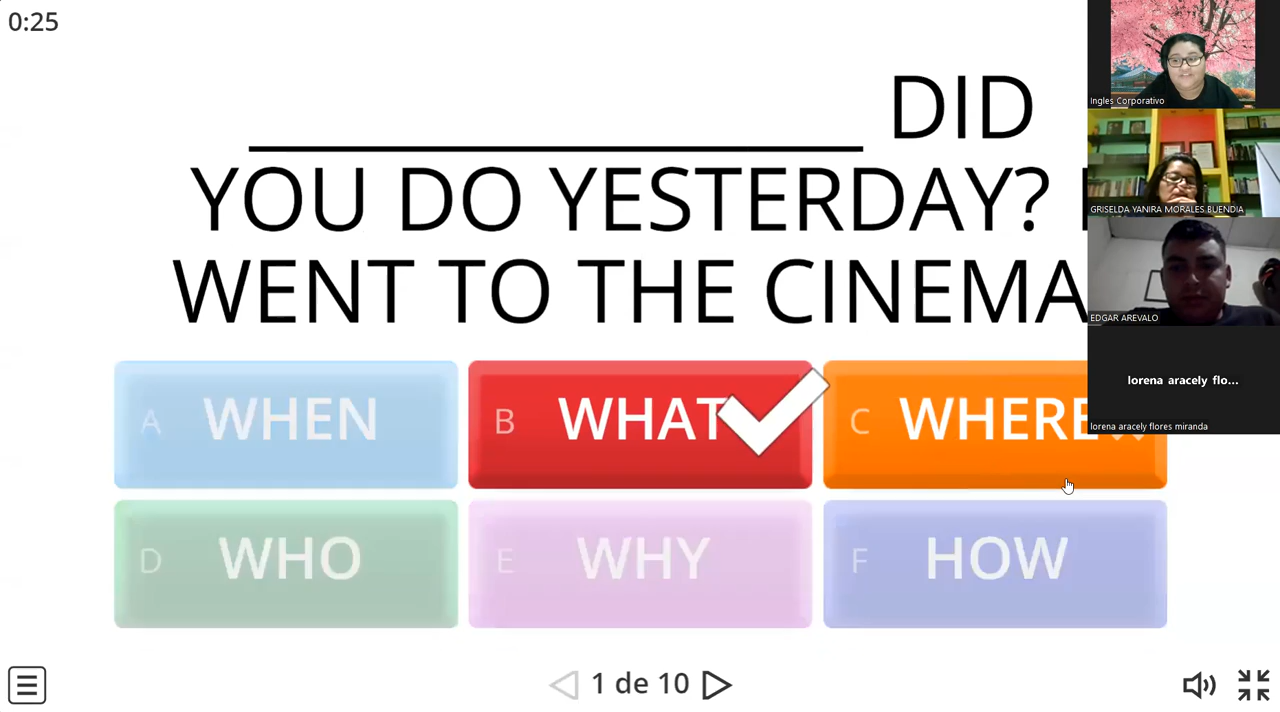 0:25
_______________ DID
YOU DO YESTERDAY?
WENT TO THE CINEMA
A WHEN
B WHAT
C WHERE
D WHO
E WHY
F HOW
1 de 10
Ingles Corporativo
GRISELDA YANIRA MORALES BUENDIA
EDGAR AREVALO
lorena aracely flo...
lorena aracely flores miranda